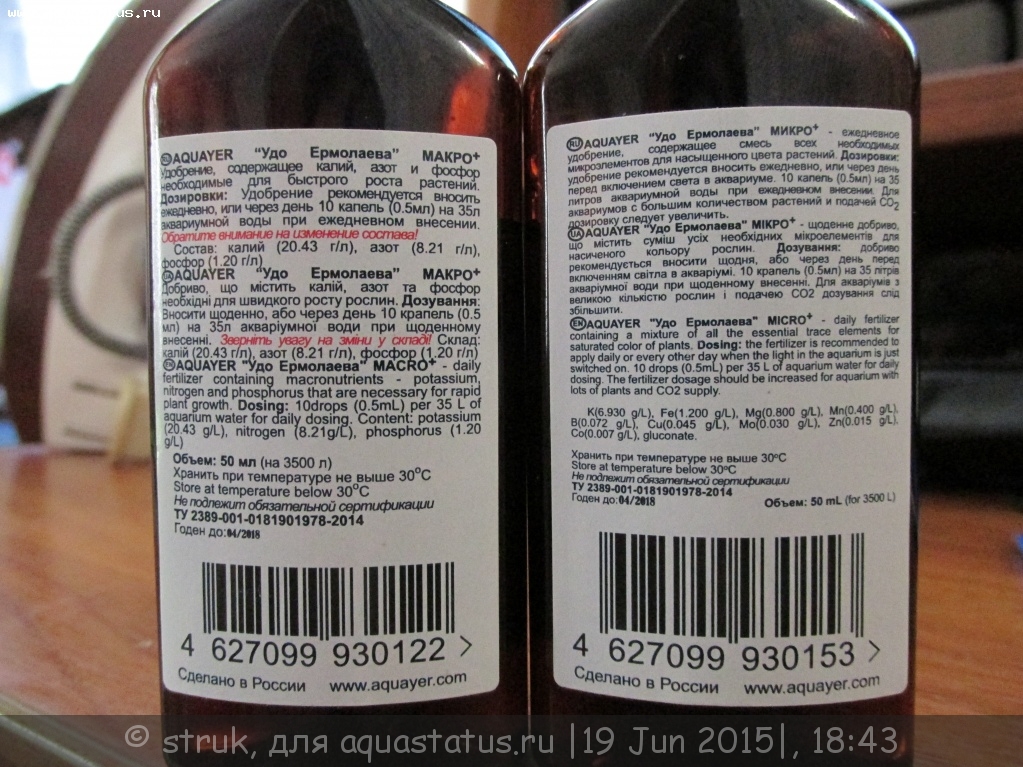 us.ru
RU AQUAYER "Удо Ермолаева" МАКРО+
Удобрение, содержащее калий, азот и фосфор
необходимые для быстрого роста растений.
Дозировки: Удобрение рекомендуется вносить
ежедневно, или через день 10 капель (0.5мл) на 35л
аквариумной воды при ежедневном внесении.
Обратите внимание на изменение состава!
Состав: калий (20.43 г/л), азот (8.21 г/л),
фосфор (1.20 г/л)
UA AQUAYER "Удо Ермолаева" МАКРО+
Добриво, що містить калій, азот та фосфор
необхідні для швидкого росту рослин. Дозування:
Вносити щоденно, або через день 10 крапель (0.5
мл) на 35л акваріумної води при щоденному
внесенні. Зверніть увагу на зміни у складі! Склад:
калій (20.43 г/л), азот (8.21 г/л), фосфор (1.20 г/л)
EN AQUAYER "Удо Ермолаева" MACRO+ - daily
fertilizer containing macronutrients - potassium,
nitrogen and phosphorus that are necessary for rapid
plant growth. Dosing: 10drops (0.5mL) per 35 L of
aquarium water for daily dosing. Content: potassium
(20.43 g/L), nitrogen (8.21g/L), phosphorus (1.20
g/L)
Объем: 50 мл (на 3500 л)
Хранить при температуре не выше 30°C
Store at temperature below 30°C
Не подлежит обязательной сертификации
ТУ 2389-001-0181901978-2014
Годен до:04/2018
4 627099 930122 >
Сделано в России www.aquayer.com
RU AQUAYER "Удо Ермолаева" МИКРО+ - ежедневное
удобрение, содержащее смесь всех необходимых
микроэлементов для насыщенного цвета растений. Дозировки:
удобрение рекомендуется вносить ежедневно, или через день
перед включением света в аквариуме. 10 капель (0.5мл) на 35
литров аквариумной воды при ежедневном внесении. Для
аквариумов с большим количеством растений и подачей CO2
дозировку следует увеличить.
UA AQUAYER "Удо Ермолаева" МІКРО+ - щоденне добриво,
що містить суміш усіх необхідних мікроелементів для
насиченого кольору рослин. Дозування: добриво
рекомендується вносити щодня, або через день перед
включенням світла в акваріумі. 10 крапель (0.5мл) на 35 літрів
акваріумної води при щоденному внесенні. Для акваріумів з
великою кількістю рослин і подачею CO2 дозування слід
збільшити.
EN AQUAYER "Удо Ермолаева" MICRO+ - daily fertilizer
containing a mixture of all the essential trace elements for
saturated color of plants. Dosing: the fertilizer is recommended to
apply daily or every other day when the light in the aquarium is just
switched on. 10 drops (0.5mL) per 35 L of aquarium water for daily
dosing. The fertilizer dosage should be increased for aquarium with
lots of plants and CO2 supply.
K(6.930 g/L), Fe(1.200 g/L), Mg(0.800 g/L), Mn(0.400 g/L),
B(0.072 g/L), Cu(0.045 g/L), Mo(0.030 g/L), Zn(0.015 g/L),
Co(0.007 g/L), gluconate.
Хранить при температуре не выше 30°C
Store at temperature below 30°C
Не подлежит обязательной сертификации
ТУ 2389-001-0181901978-2014
Годен до:04/2018 Объем: 50 mL (for 3500 L)
4 627099 930153 >
Сделано в России www.aquayer.com
© struk, для aquastatus.ru |19 Jun 2015|, 18:43